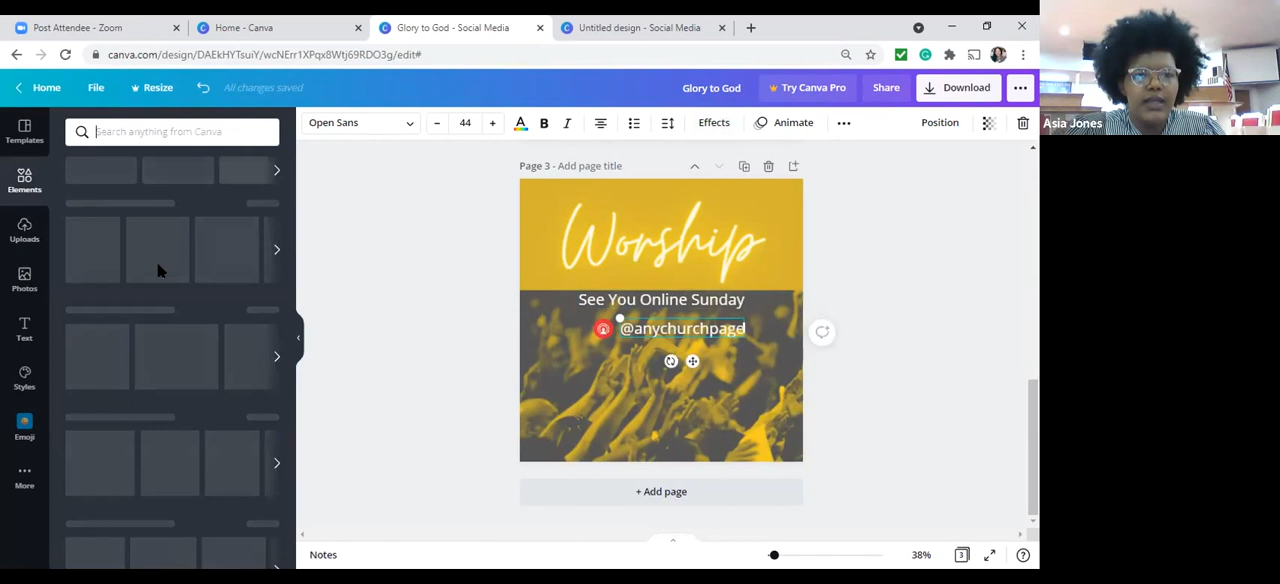 Post Attendee - Zoom
Home - Canva
Glory to God - Social Media
Untitled design - Social Media
canva.com/design/DAEkHYTsuiY/wcNErr1XPqx8Wtj69RDO3g/edit#
Home
File
Resize
All changes saved
Glory to God
Try Canva Pro
Share
Download
Asia Jones
Templates
Search anything from Canva
Open Sans
44
Effects
Animate
Position
Elements
Page 3 - Add page title
Uploads
Photos
Text
Styles
Emoji
More
Worship
See You Online Sunday
@anychurchpage
+ Add page
Notes
38%
3